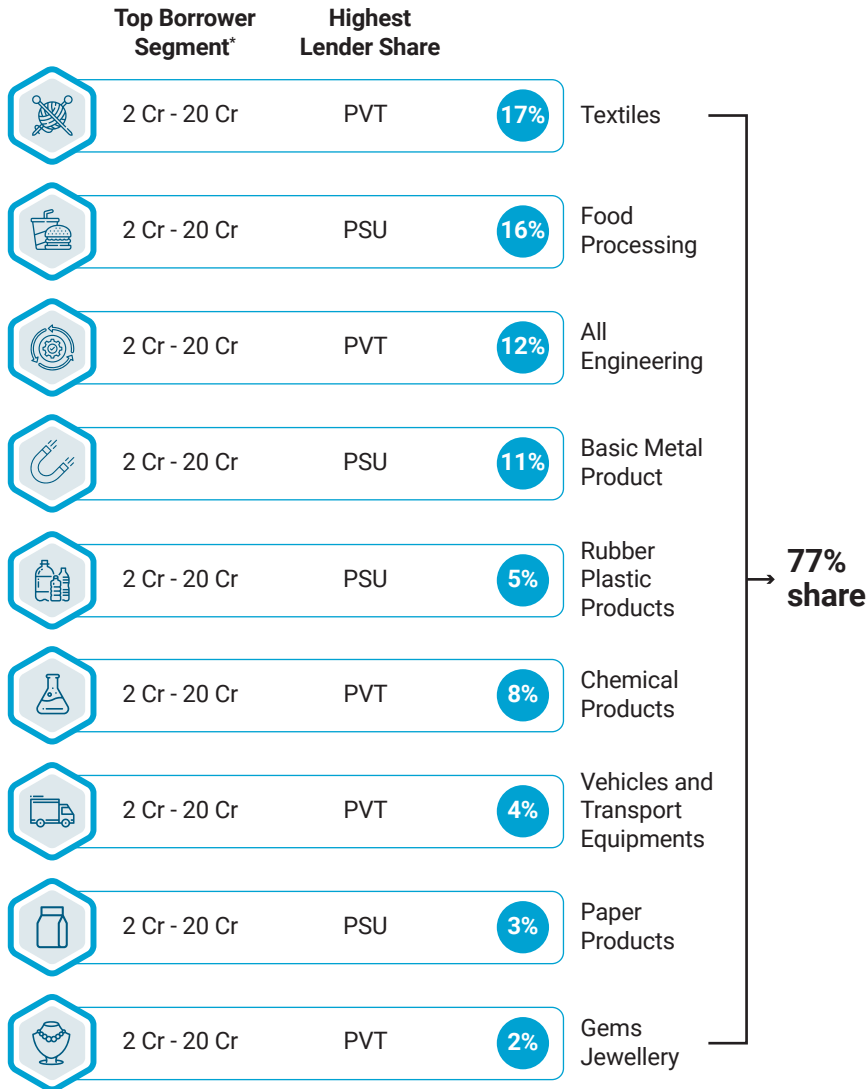 Top Borrower
Segment*
Highest
Lender Share
2 Cr - 20 Cr PVT 17% Textiles
2 Cr - 20 Cr PSU 16% Food
Processing
2 Cr - 20 Cr PVT 12% All
Engineering
2 Cr - 20 Cr PSU 11% Basic Metal
Product
2 Cr - 20 Cr PSU 5% Rubber
Plastic
Products
77%
share
2 Cr - 20 Cr PVT 8% Chemical
Products
2 Cr - 20 Cr PVT 4% Vehicles and
Transport
Equipments
2 Cr - 20 Cr PSU 3% Paper
Products
2 Cr - 20 Cr PVT 2% Gems
Jewellery